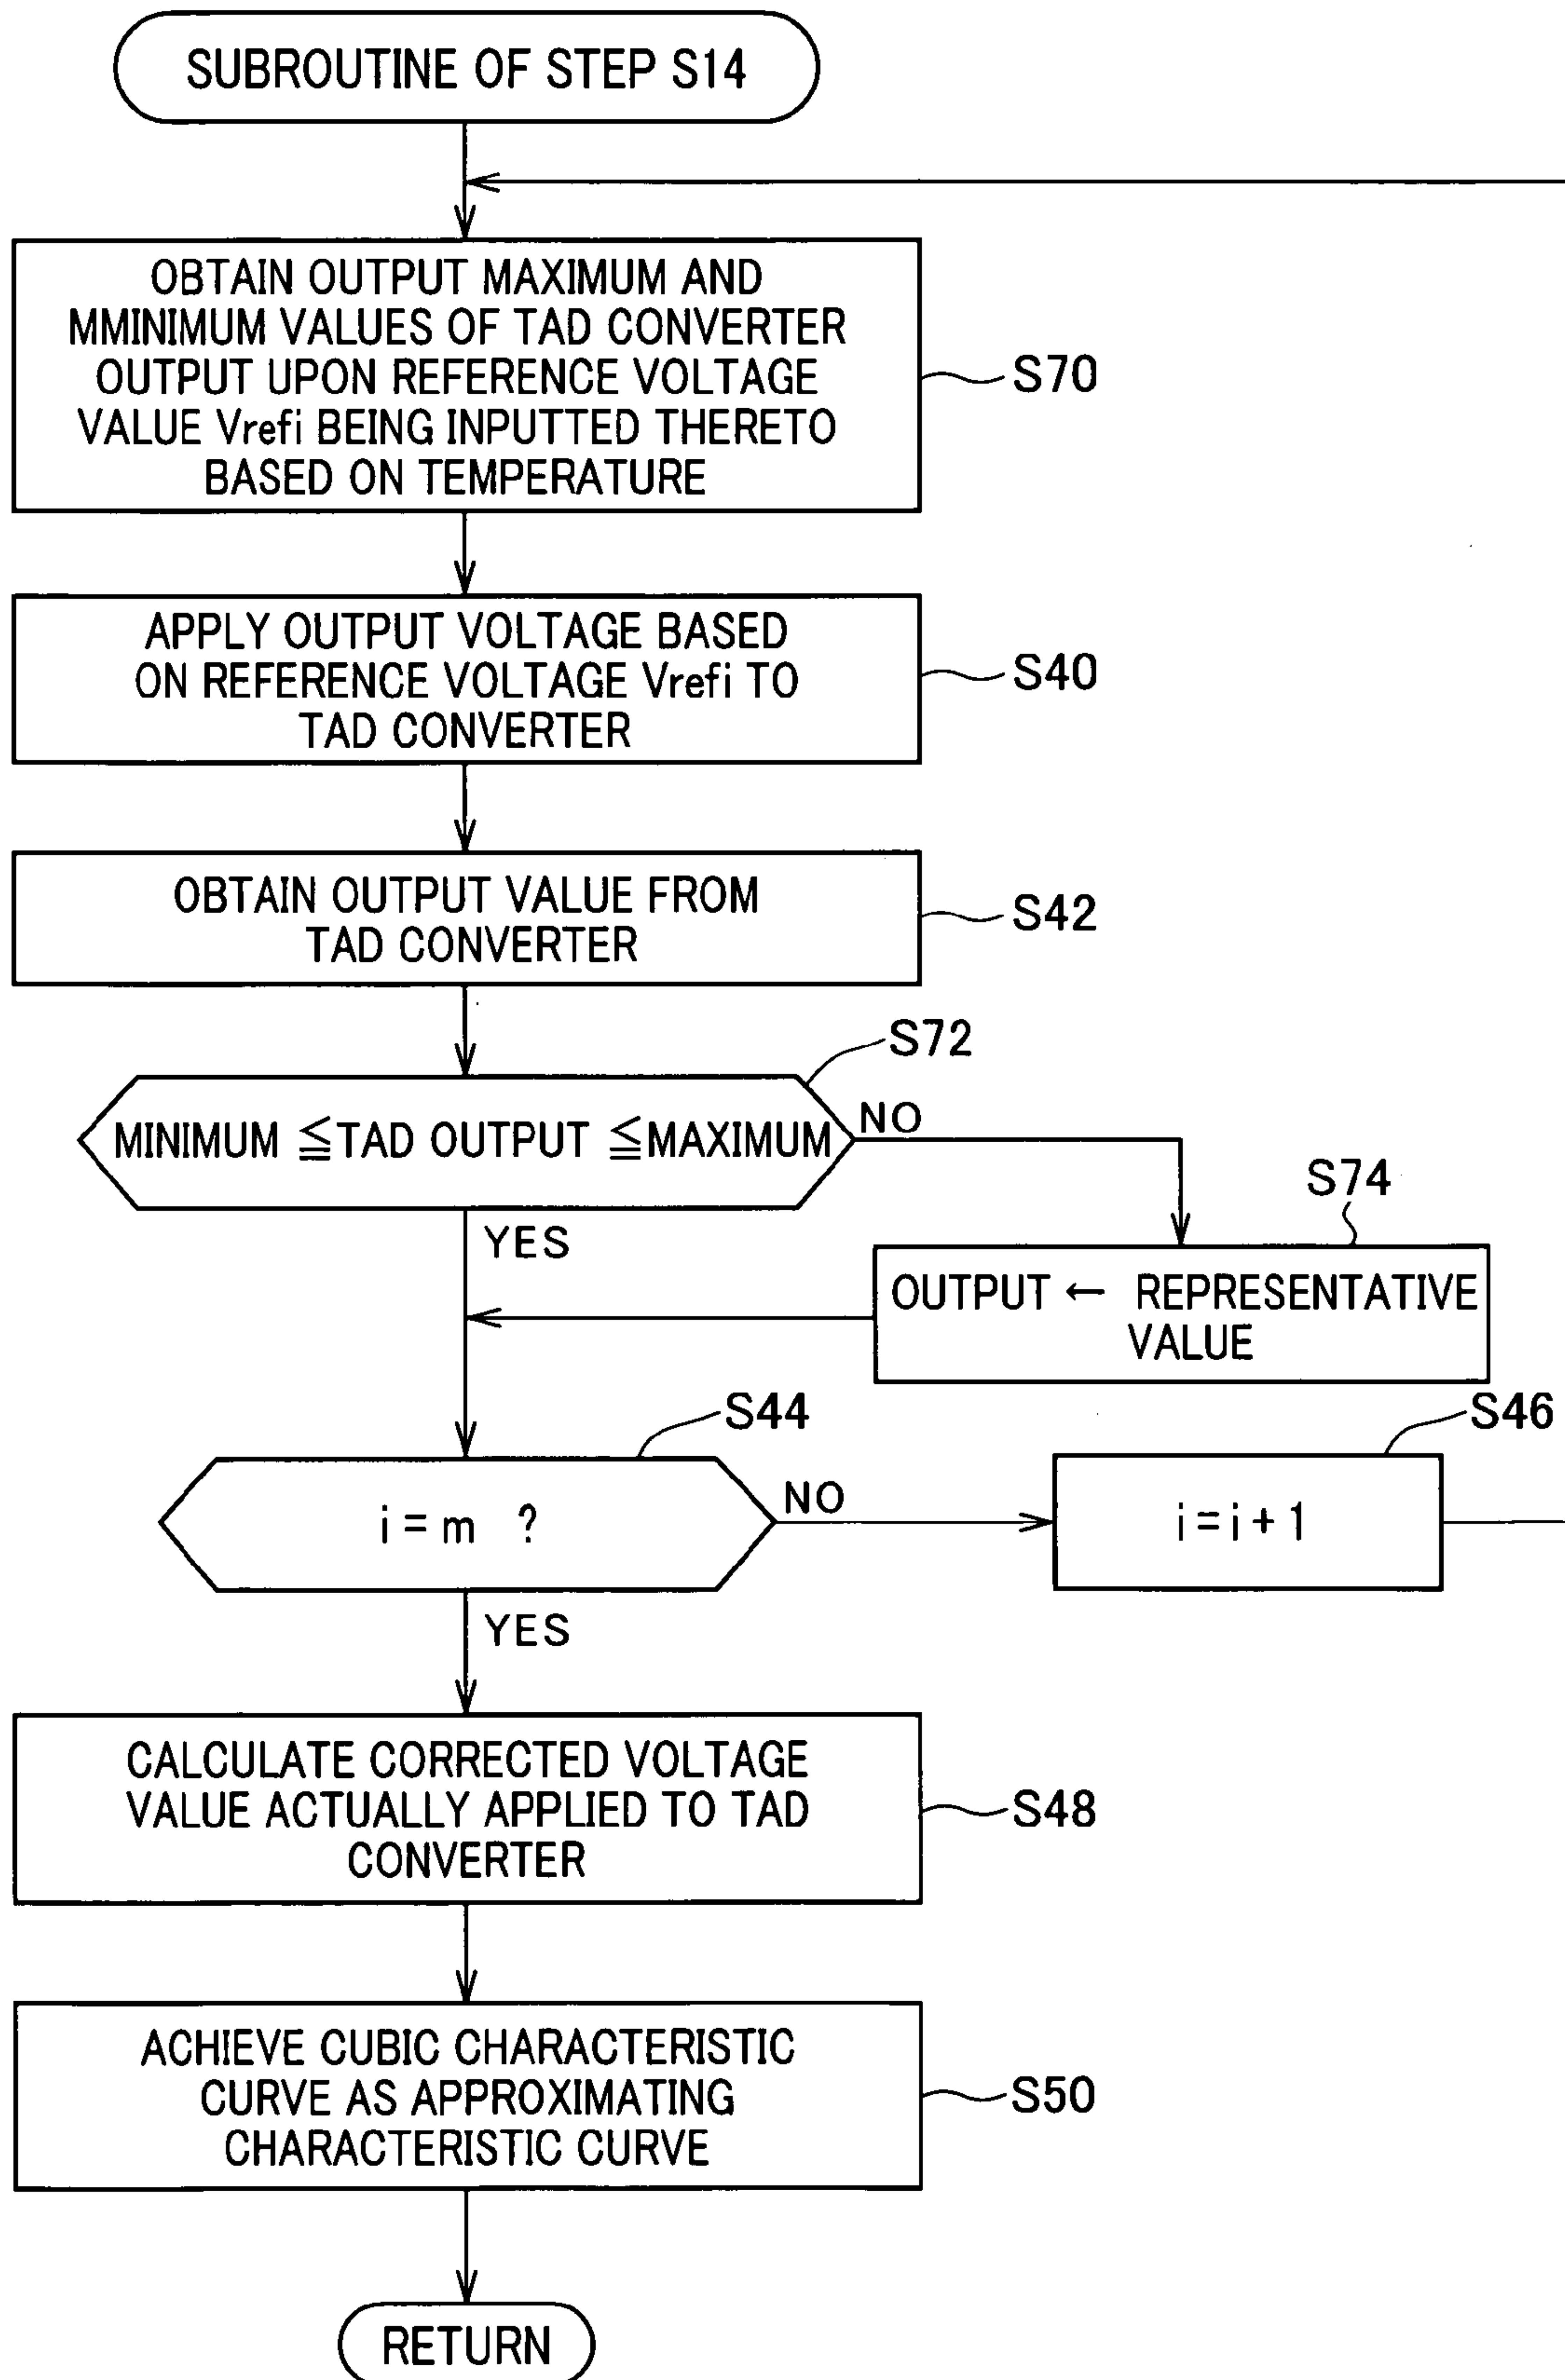 SUBROUTINE OF STEP S14
OBTAIN OUTPUT MAXIMUM AND
MMINIMUM VALUES OF TAD CONVERTER
OUTPUT UPON REFERENCE VOLTAGE
VALUE Vrefi BEING INPUTTED THERETO
BASED ON TEMPERATURE
S70
APPLY OUTPUT VOLTAGE BASED
ON REFERENCE VOLTAGE Vrefi TO
TAD CONVERTER
S40
OBTAIN OUTPUT VALUE FROM
TAD CONVERTER
S42
S72
MINIMUM ≦TAD OUTPUT ≦MAXIMUM
NO
YES
S74
OUTPUT ← REPRESENTATIVE
VALUE
S44
i = m ?
NO
YES
S46
i = i + 1
CALCULATE CORRECTED VOLTAGE
VALUE ACTUALLY APPLIED TO TAD
CONVERTER
S48
ACHIEVE CUBIC CHARACTERISTIC
CURVE AS APPROXIMATING
CHARACTERISTIC CURVE
S50
RETURN